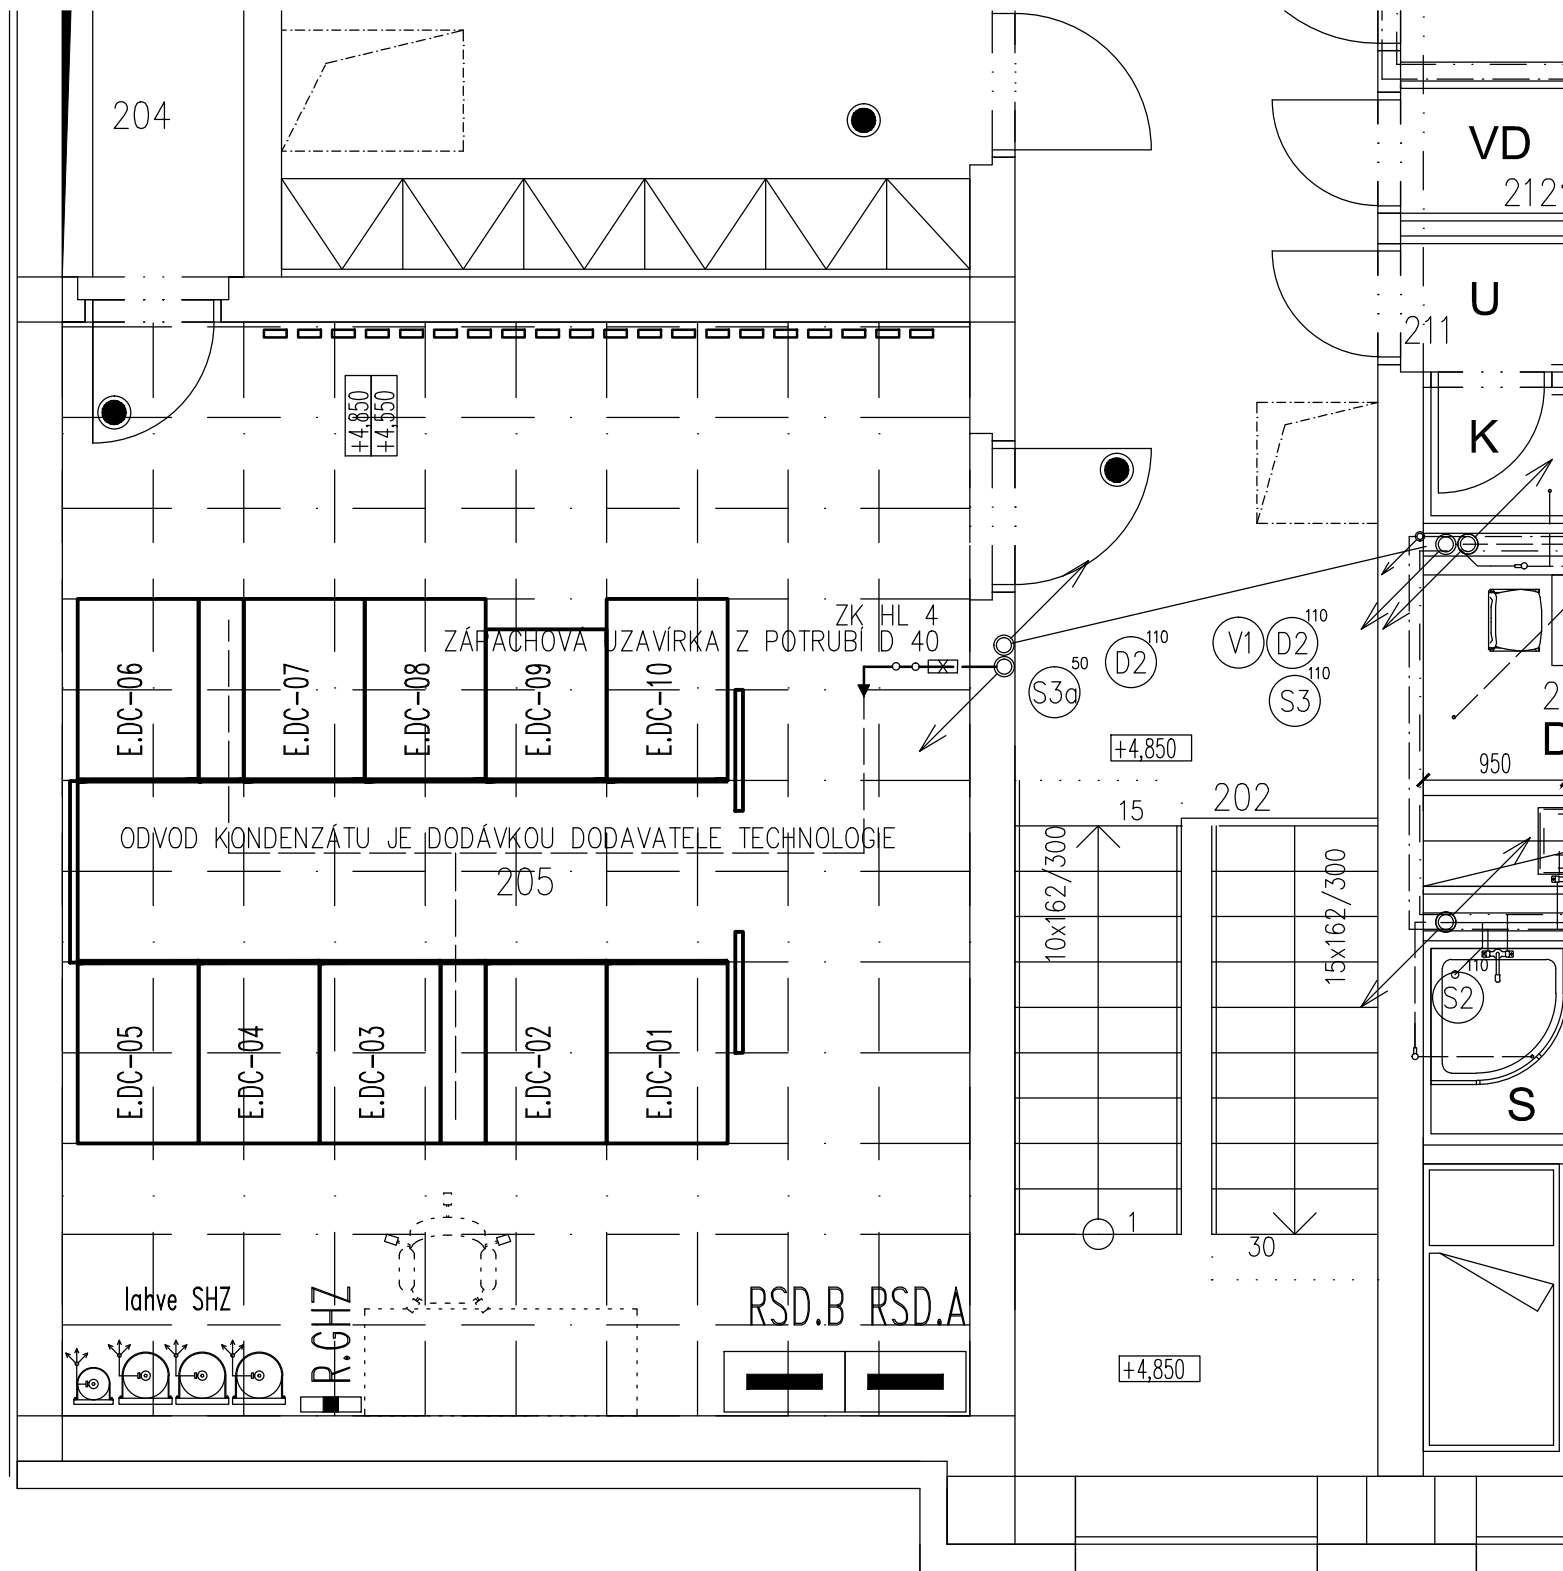 204
VD
212
U
211
K
+4,850
+4,550
ZK HL 4
ZÁPACHOVÁ UZAVÍRKA Z POTRUBÍ D 40
E.DC-06
E.DC-07
E.DC-08
E.DC-09
E.DC-10
S3a
50
D2
110
V1
D2
110
S3
110
+4,850
950
202
15
30
1
10x162/300
15x162/300
ODVOD KONDENZÁTU JE DODÁVKOU DODAVATELE TECHNOLOGIE
205
S2
110
S
E.DC-05
E.DC-04
E.DC-03
E.DC-02
E.DC-01
lahve SHZ
R.GHZ
RSD.B RSD.A
+4,850